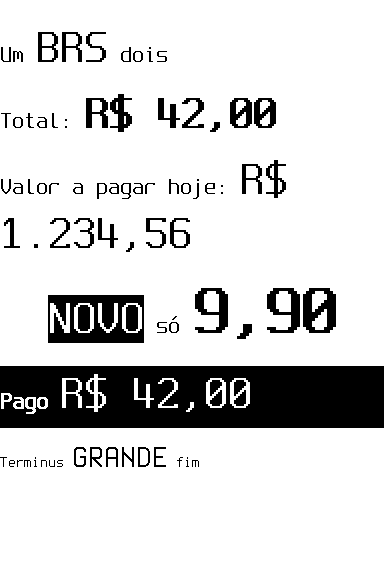 Um BRS dois
Total: R$ 42,00
Valor a pagar hoje: R$
1.234,56
NOVO só 9,90
Pago R$ 42,00
Terminus GRANDE fim